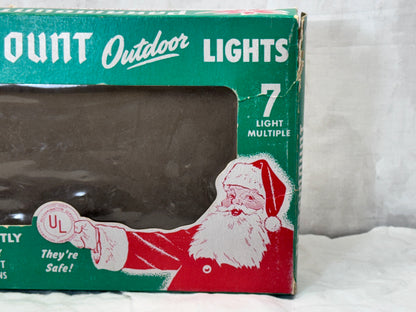 OUNT Outdoor LIGHTS
7
LIGHT
MULTIPLE
UL
TLY
They're
Safe!
T
NS